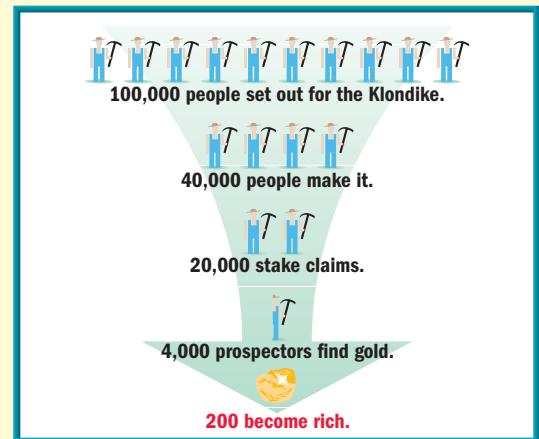 100,000 people set out for the Klondike.
40,000 people make it.
20,000 stake claims.
4,000 prospectors find gold.
200 become rich.